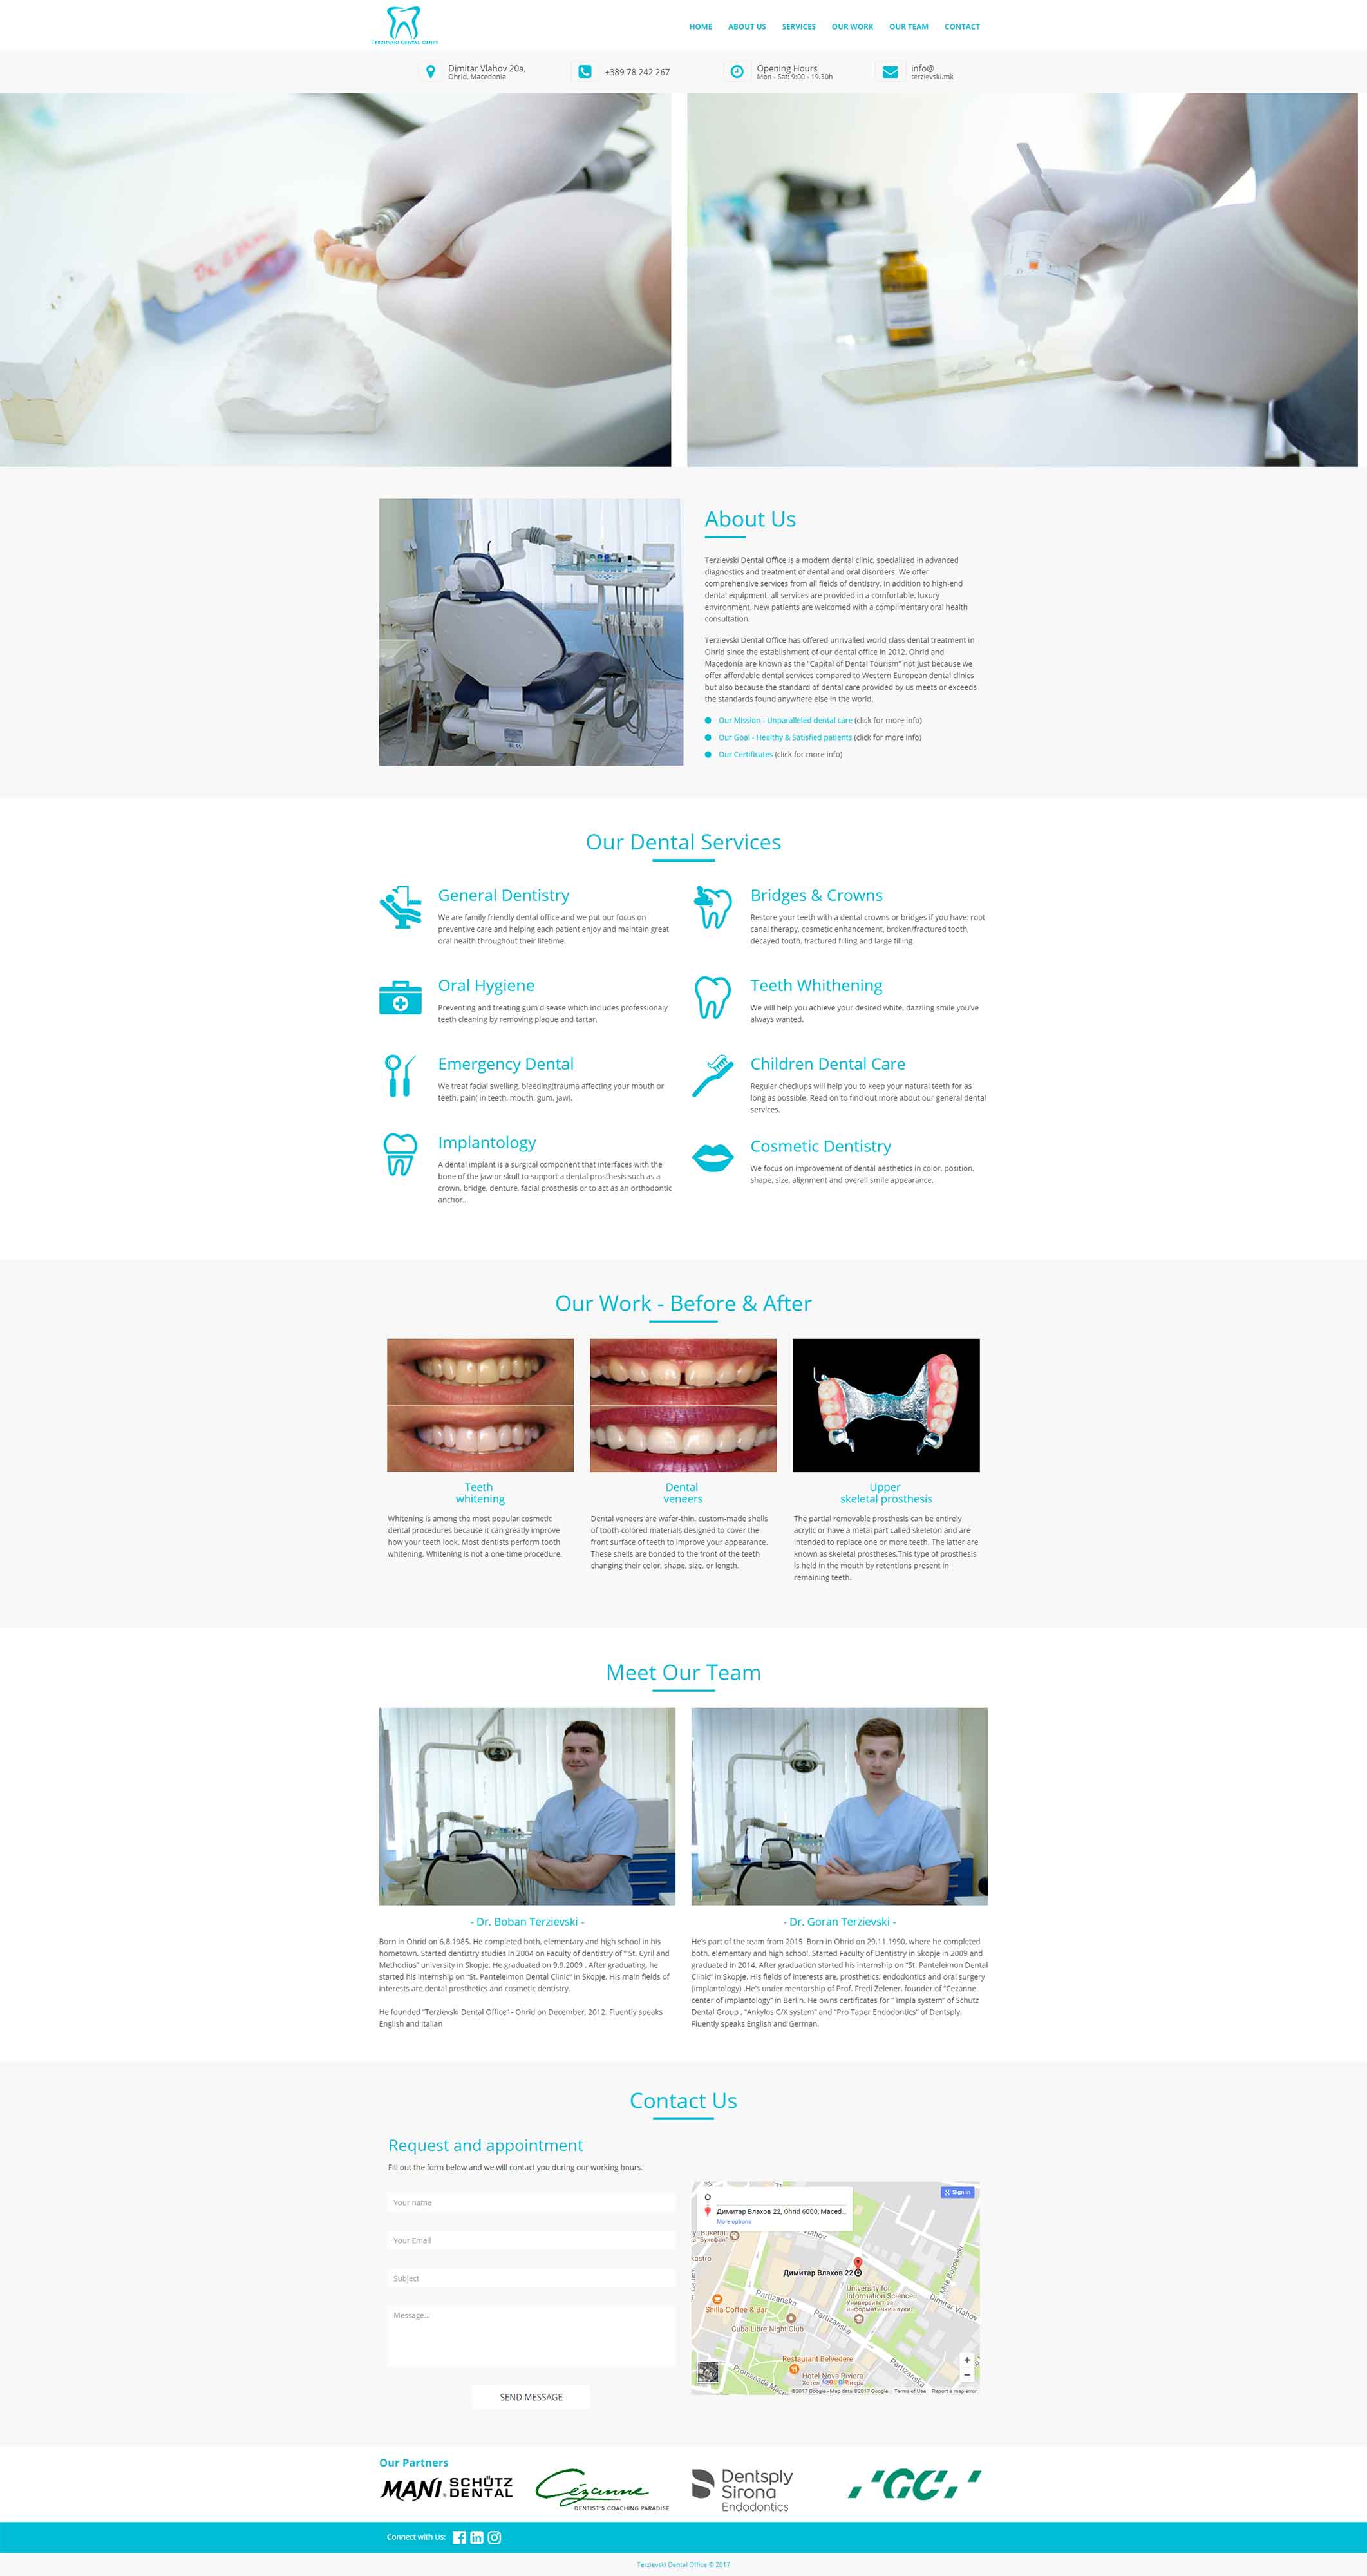 Terzievski Dental Office
HOME ABOUT US SERVICES OUR WORK OUR TEAM CONTACT
Dimitar Vlahov 20a,
Ohrid, Macedonia
+389 78 242 267
Opening Hours
Mon - Sat: 9:00 - 19.30h
info@
terzievski.mk
About Us
Terzievski Dental Office is a modern dental clinic, specialized in advanced
diagnostics and treatment of dental and oral disorders. We offer
comprehensive services from all fields of dentistry. In addition to high-end
dental equipment, all services are provided in a comfortable, luxury
environment. New patients are welcomed with a complimentary oral health
consultation.
Terzievski Dental Office has offered unrivalled world class dental treatment in
Ohrid since the establishment of our dental office in 2012. Ohrid and
Macedonia are known as the "Capital of Dental Tourism" not just because we
offer affordable dental services compared to Western European dental clinics
but also because the standard of dental care provided by us meets or exceeds
the standards found anywhere else in the world.
Our Mission - Unparalleled dental care (click for more info)
Our Goal - Healthy & Satisfied patients (click for more info)
Our Certificates (click for more info)
Our Dental Services
General Dentistry
We are family friendly dental office and we put our focus on
preventive care and helping each patient enjoy and maintain great
oral health throughout their lifetime.
Bridges & Crowns
Restore your teeth with a dental crowns or bridges if you have: root
canal therapy, cosmetic enhancement, broken/fractured tooth,
decayed tooth, fractured filling and large filling.
Oral Hygiene
Preventing and treating gum disease which includes professionaly
teeth cleaning by removing plaque and tartar.
Teeth Whithening
We will help you achieve your desired white, dazzling smile you've
always wanted.
Emergency Dental
We treat facial swelling, bleeding(trauma affecting your mouth or
teeth, pain( in teeth, mouth, gum, jaw).
Children Dental Care
Regular checkups will help you to keep your natural teeth for as
long as possible. Read on to find out more about our general dental
services.
Implantology
A dental implant is a surgical component that interfaces with the
bone of the jaw or skull to support a dental prosthesis such as a
crown, bridge, denture, facial prosthesis or to act as an orthodontic
anchor..
Cosmetic Dentistry
We focus on improvement of dental aesthetics in color, position,
shape, size, alignment and overall smile appearance.
Our Work - Before & After
Teeth
whitening
Whitening is among the most popular cosmetic
dental procedures because it can greatly improve
how your teeth look. Most dentists perform tooth
whitening. Whitening is not a one-time procedure.
Dental
veneers
Dental veneers are wafer-thin, custom-made shells
of tooth-colored materials designed to cover the
front surface of teeth to improve your appearance.
These shells are bonded to the front of the teeth
changing their color, shape, size, or length.
Upper
skeletal prosthesis
The partial removable prosthesis can be entirely
acrylic or have a metal part called skeleton and are
intended to replace one or more teeth. The latter are
known as skeletal prostheses.This type of prosthesis
is held in the mouth by retentions present in
remaining teeth.
Meet Our Team
- Dr. Boban Terzievski -
Born in Ohrid on 6.8.1985. He completed both, elementary and high school in his
hometown. Started dentistry studies in 2004 on Faculty of dentistry of " St. Cyril and
Methodius" university in Skopje. He graduated on 9.9.2009 . After graduating, he
started his internship on "St. Panteleimon Dental Clinic" in Skopje. His main fields of
interests are dental prosthetics and cosmetic dentistry.
He founded "Terzievski Dental Office" - Ohrid on December, 2012. Fluently speaks
English and Italian
- Dr. Goran Terzievski -
He's part of the team from 2015. Born in Ohrid on 29.11.1990, where he completed
both, elementary and high school. Started Faculty of Dentistry in Skopje in 2009 and
graduated in 2014. After graduation started his internship on "St. Panteleimon Dental
Clinic" in Skopje. His fields of interests are, prosthetics, endodontics and oral surgery
(implantology) .He's under mentorship of Prof. Fredi Zelener, founder of "Cezanne
center of implantology" in Berlin. He owns certificates for " impla system" of Schutz
Dental Group , "Ankylos C/X system" and "Pro Taper Endodontics" of Dentsply.
Fluently speaks English and German.
Contact Us
Request and appointment
Fill out the form below and we will contact you during our working hours.
Your name
Your Email
Subject
Message...
SEND MESSAGE
Sign in
Димитар Влахов 22, Ohrid 6000, Maced...
More options
Димитар Влахов 22
University for
Information Science...
Универзитет за
информатички науки
Mite Bogoevski
Dimitar Vlahov
Partizanska
Partizanska
Partizanska
Shilla Coffee & Bar
Cuba Libre Night Club
Restaurant Belvedere
Hotel Nova Riviera
Google
©2017 Google - Map data ©2017 Google Terms of Use Report a map error
Our Partners
MANI SCHÜTZ
DENTAL
Cézanne
DENTIST'S COACHING PARADISE
Dentsply
Sirona
Endodontics
GC
Connect with Us:
Terzievski Dental Office © 2017